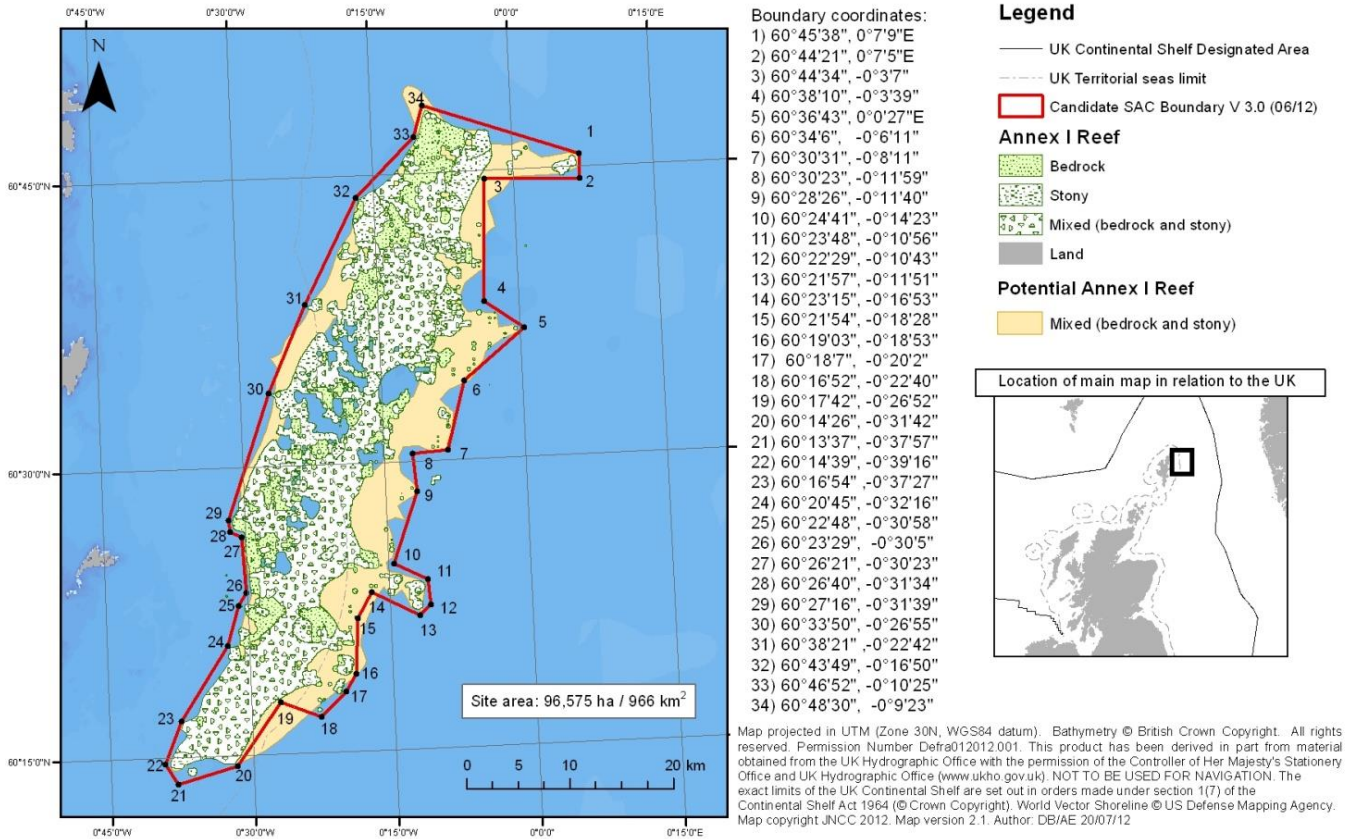 0°45'0"W
0°30'0"W
0°15'0"W
0°0'0"
0°15'0"E
N
34
33
1
2
3
32
60°45'0"N
31
4
5
30
6
7
8
60°30'0"N
9
29
28
27
10
11
26
25
14
12
13
15
24
16
17
Site area: 96,575 ha / 966 km²
19
18
23
22
60°15'0"N
20
21
0 5 10 20 km
0°45'0"W
0°30'0"W
0°15'0"W
0°0'0"
0°15'0"E
Boundary coordinates:
1) 60°45'38", 0°7'9"E
2) 60°44'21", 0°7'5"E
3) 60°44'34", -0°3'7"
4) 60°38'10", -0°3'39"
5) 60°36'43", 0°0'27"E
6) 60°34'6", -0°6'11"
7) 60°30'31", -0°8'11"
8) 60°30'23", -0°11'59"
9) 60°28'26", -0°11'40"
10) 60°24'41", -0°14'23"
11) 60°23'48", -0°10'56"
12) 60°22'29", -0°10'43"
13) 60°21'57", -0°11'51"
14) 60°23'15", -0°16'53"
15) 60°21'54", -0°18'28"
16) 60°19'03", -0°18'53"
17) 60°18'7", -0°20'2"
18) 60°16'52", -0°22'40"
19) 60°17'42", -0°26'52"
20) 60°14'26", -0°31'42"
21) 60°13'37", -0°37'57"
22) 60°14'39", -0°39'16"
23) 60°16'54", -0°37'27"
24) 60°20'45", -0°32'16"
25) 60°22'48", -0°30'58"
26) 60°23'29", -0°30'5"
27) 60°26'21", -0°30'23"
28) 60°26'40", -0°31'34"
29) 60°27'16", -0°31'39"
30) 60°33'50", -0°26'55"
31) 60°38'21", -0°22'42"
32) 60°43'49", -0°16'50"
33) 60°46'52", -0°10'25"
34) 60°48'30", -0°9'23"
Legend
UK Continental Shelf Designated Area
UK Territorial seas limit
Candidate SAC Boundary V 3.0 (06/12)
Annex I Reef
Bedrock
Stony
Mixed (bedrock and stony)
Land
Potential Annex I Reef
Mixed (bedrock and stony)
Location of main map in relation to the UK
Map projected in UTM (Zone 30N, WGS84 datum). Bathymetry © British Crown Copyright. All rights
reserved. Permission Number Defra012012.001. This product has been derived in part from material
obtained from the UK Hydrographic Office with the permission of the Controller of Her Majesty's Stationery
Office and UK Hydrographic Office (www.ukho.gov.uk). NOT TO BE USED FOR NAVIGATION. The
exact limits of the UK Continental Shelf are set out in orders made under section 1(7) of the
Continental Shelf Act 1964 (© Crown Copyright). World Vector Shoreline © US Defense Mapping Agency.
Map copyright JNCC 2012. Map version 2.1. Author: DB/AE 20/07/12